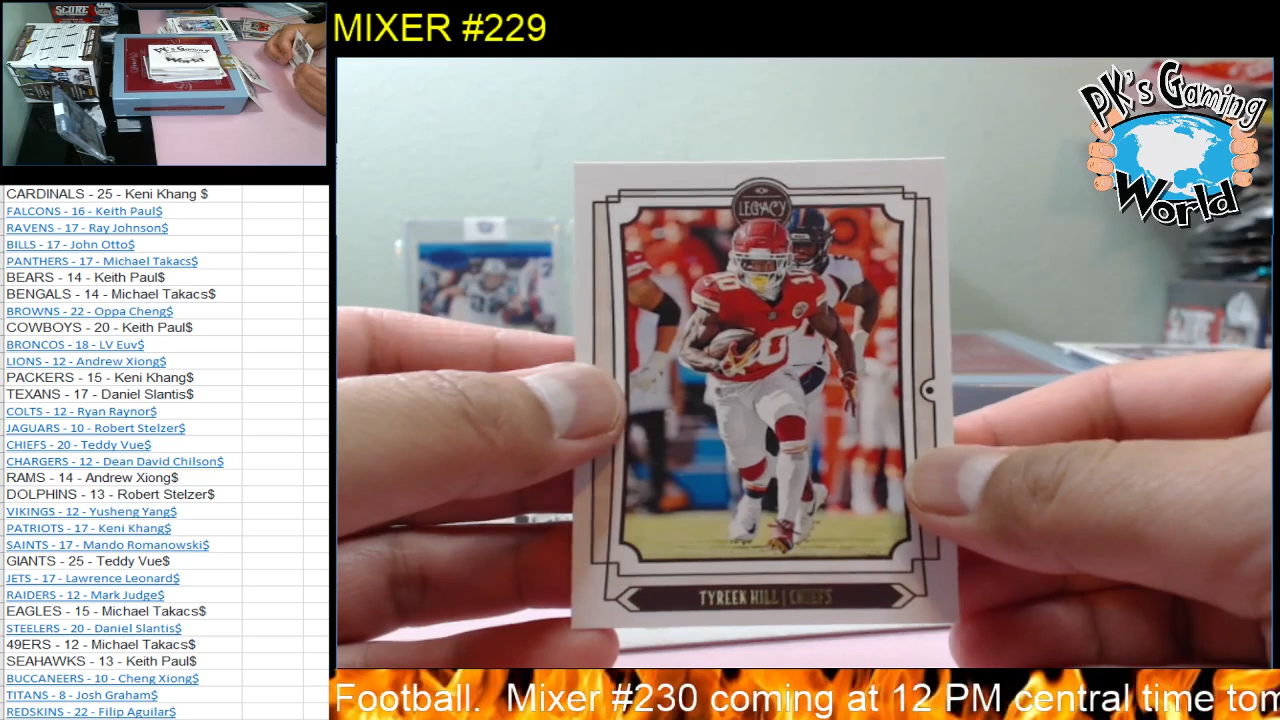 MIXER #229
SCORE
PK's Gaming
World
PK's Gaming
World
CARDINALS - 25 - Keni Khang $
FALCONS - 16 - Keith Paul$
RAVENS - 17 - Ray Johnson$
BILLS - 17 - John Otto$
PANTHERS - 17 - Michael Takacs$
BEARS - 14 - Keith Paul$
BENGALS - 14 - Michael Takacs$
BROWNS - 22 - Oppa Cheng$
COWBOYS - 20 - Keith Paul$
BRONCOS - 18 - LV Euv$
LIONS - 12 - Andrew Xiong$
PACKERS - 15 - Keni Khang$
TEXANS - 17 - Daniel Slantis$
COLTS - 12 - Ryan Raynor$
JAGUARS - 10 - Robert Stelzer$
CHIEFS - 20 - Teddy Vue$
CHARGERS - 12 - Dean David Chilson$
RAMS - 14 - Andrew Xiong$
DOLPHINS - 13 - Robert Stelzer$
VIKINGS - 12 - Yusheng Yang$
PATRIOTS - 17 - Keni Khang$
SAINTS - 17 - Mando Romanowski$
GIANTS - 25 - Teddy Vue$
JETS - 17 - Lawrence Leonard$
RAIDERS - 12 - Mark Judge$
EAGLES - 15 - Michael Takacs$
STEELERS - 20 - Daniel Slantis$
49ERS - 12 - Michael Takacs$
SEAHAWKS - 13 - Keith Paul$
BUCCANEERS - 10 - Cheng Xiong$
TITANS - 8 - Josh Graham$
REDSKINS - 22 - Filip Aguilar$
LEGACY
10
TYREEK HILL | CHIEFS
Football. Mixer #230 coming at 12 PM central time tom